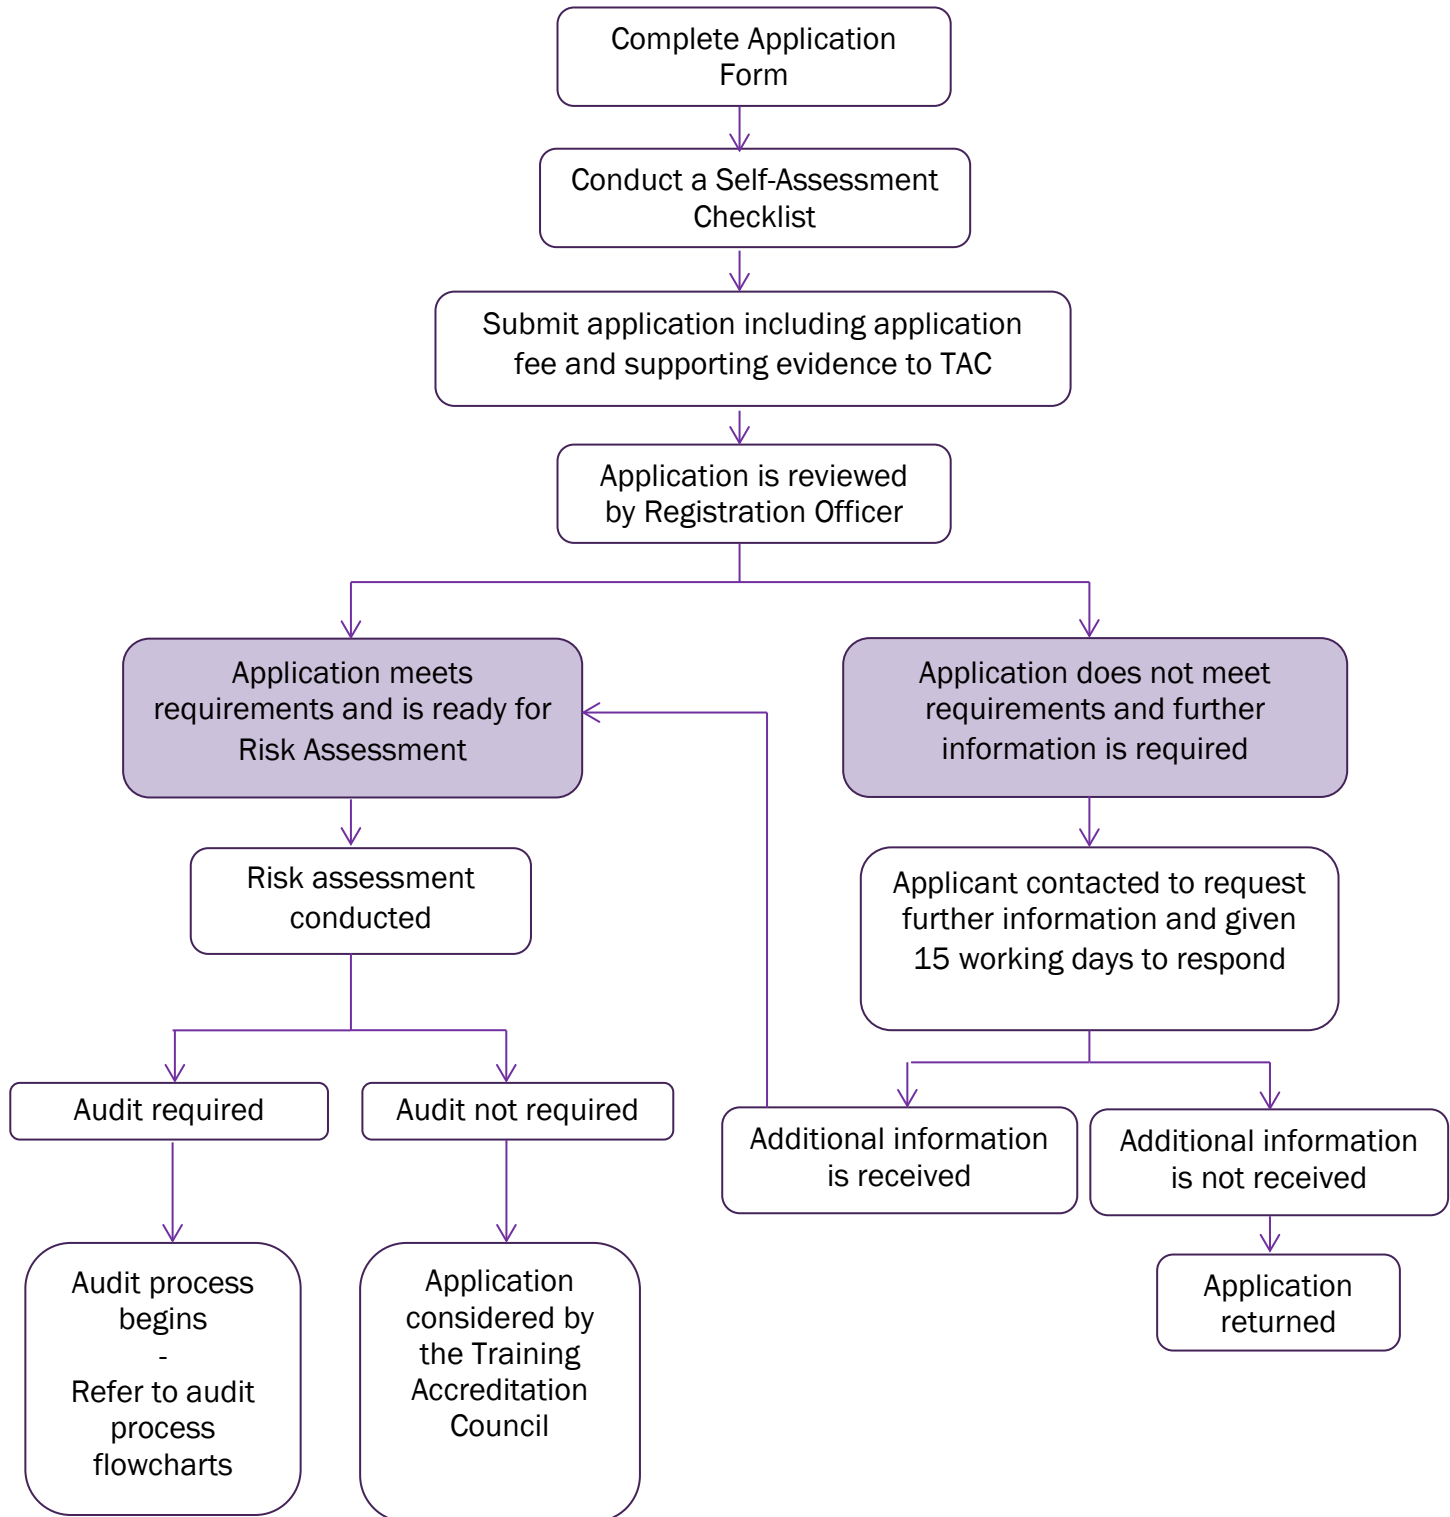 Complete Application
Form
Conduct a Self-Assessment
Checklist
Submit application including application
fee and supporting evidence to TAC
Application is reviewed
by Registration Officer
Application meets
requirements and is ready for
Risk Assessment
Application does not meet
requirements and further
information is required
Risk assessment
conducted
Applicant contacted to request
further information and given
15 working days to respond
Audit required
Audit not required
Additional information
is received
Additional information
is not received
Audit process
begins
-
Refer to audit
process
flowcharts
Application
considered by
the Training
Accreditation
Council
Application
returned